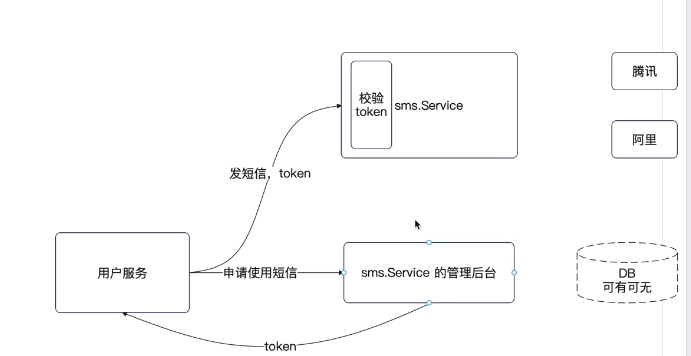 腾讯
校验
token
sms.Service
阿里
发短信，token
用户服务
申请使用短信
sms.Service 的管理后台
DB
可有可无
token